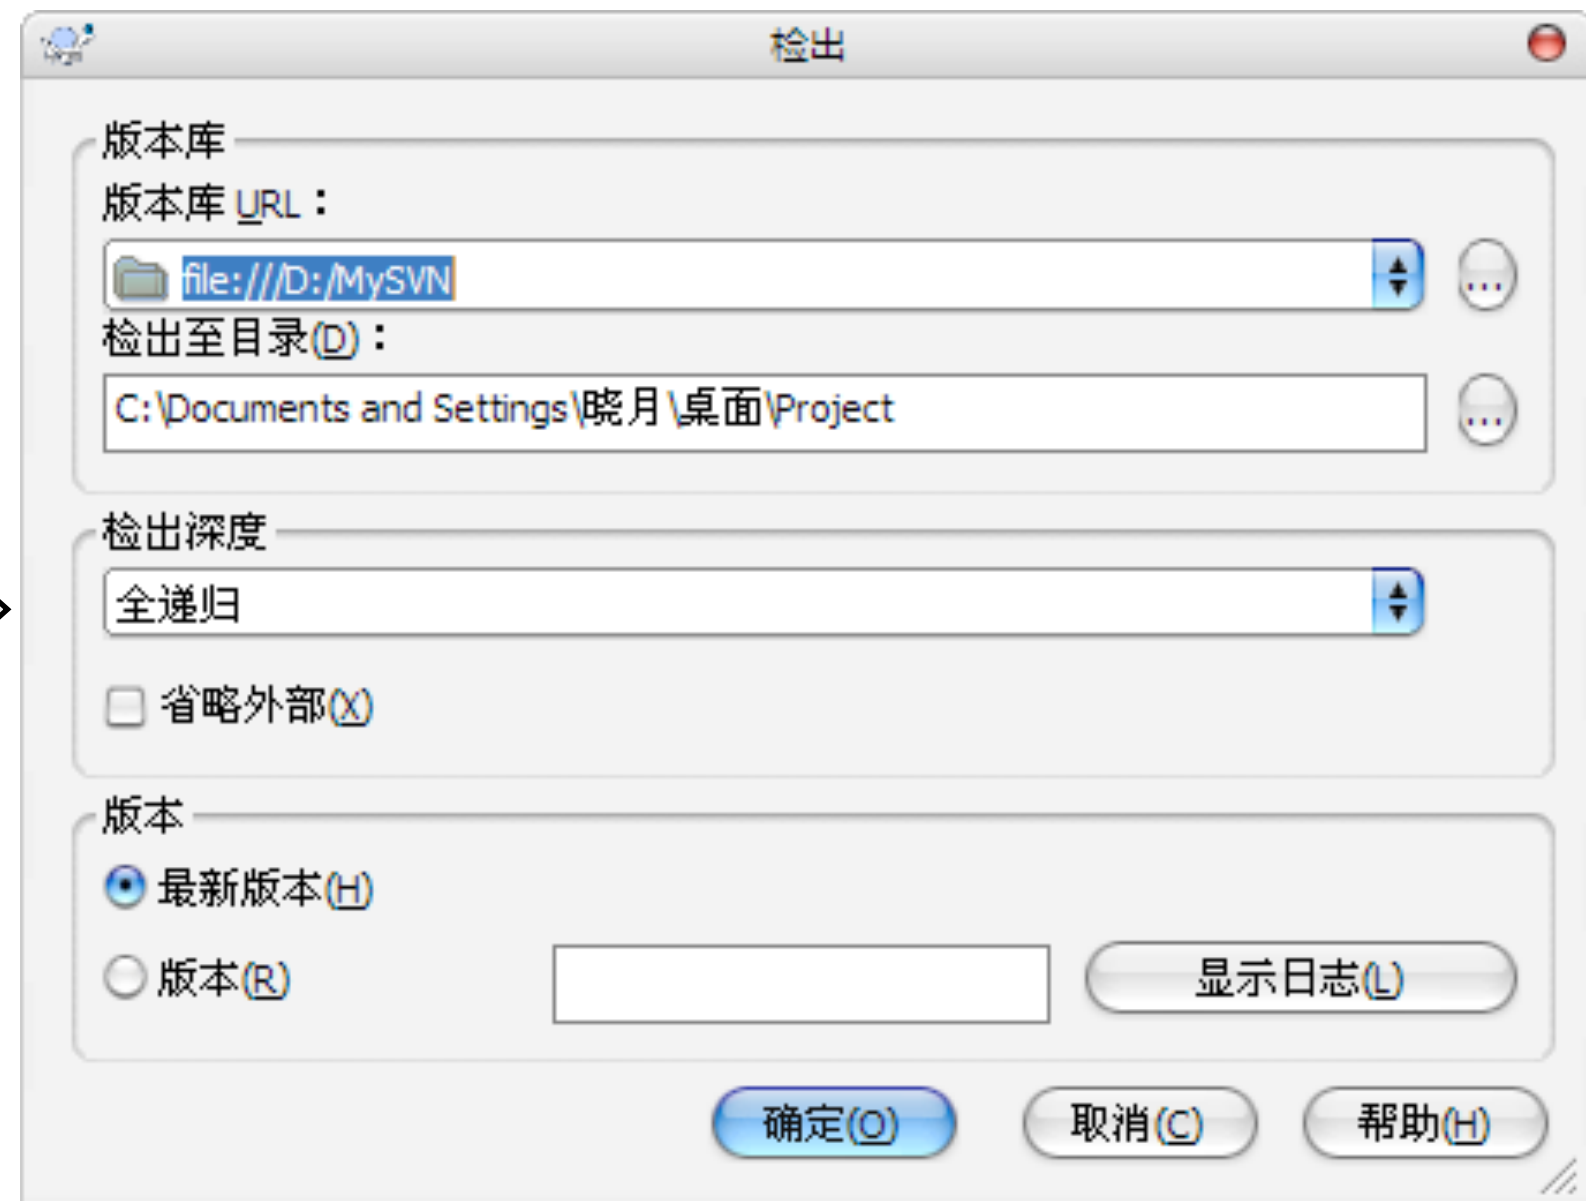 检出
版本库
版本库 URL：
file:///D:/MySVN
...
检出至目录(D)：
C:\Documents and Settings\晓月\桌面\Project
...
检出深度
全递归
省略外部(X)
版本
最新版本(H)
版本(R)
显示日志(L)
确定(O) 取消(C) 帮助(H)